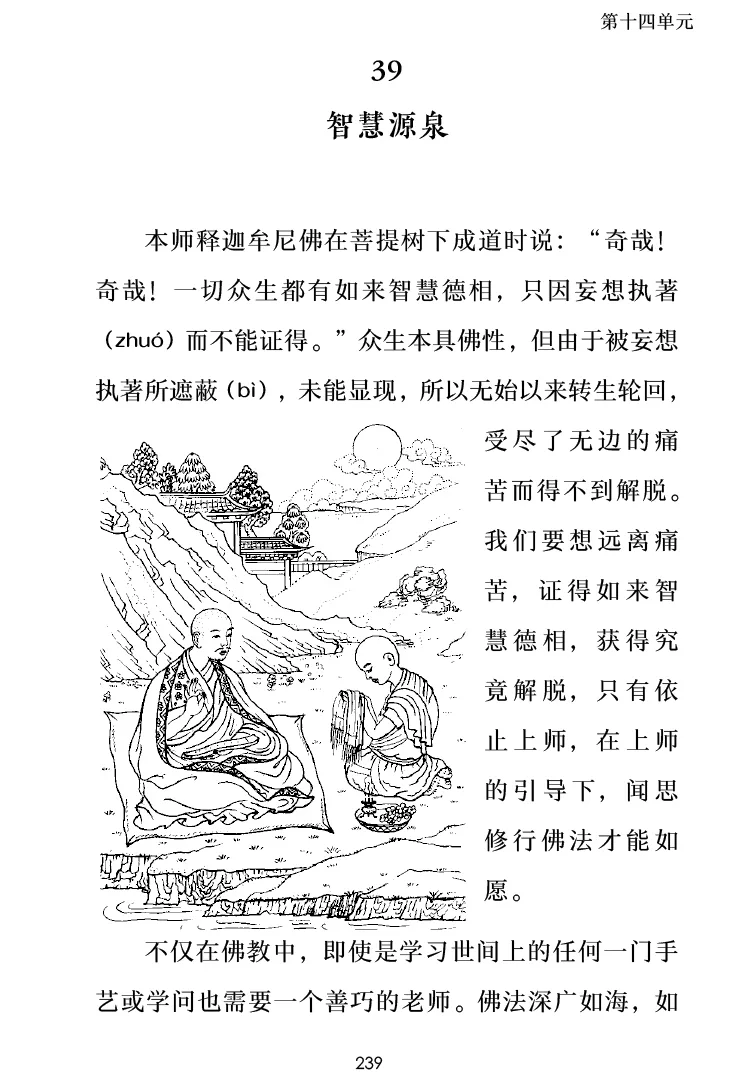 第十四单元
39
智慧源泉
本师释迦牟尼佛在菩提树下成道时说：“奇哉！
奇哉！一切众生都有如来智慧德相，只因妄想执著
（zhuó）而不能证得。”众生本具佛性，但由于被妄想
执著所遮蔽（bì），未能显现，所以无始以来转生轮回，
受尽了无边的痛
苦而得不到解脱。
我们要想远离痛
苦，证得如来智
慧德相，获得究
竟解脱，只有依
止上师，在上师
的引导下，闻思
修行佛法才能如
愿。
不仅在佛教中，即使是学习世间上的任何一门手
艺或学问也需要一个善巧的老师。佛法深广如海，如
239